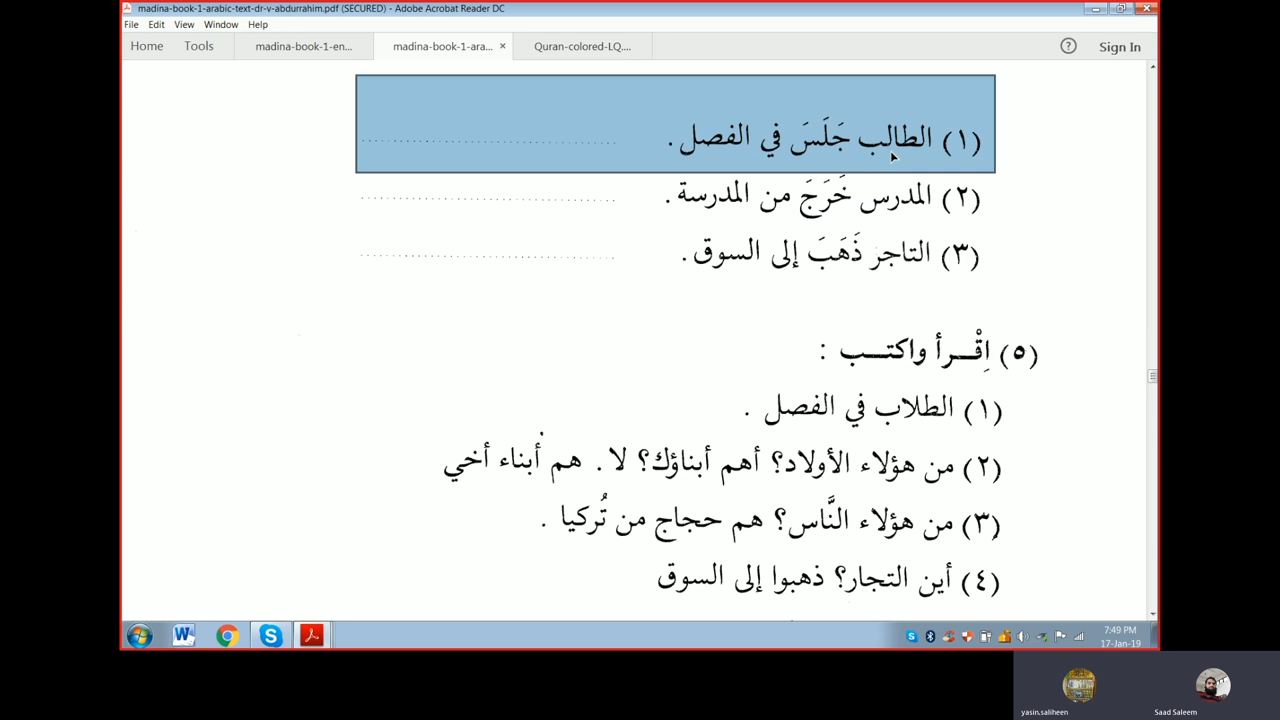 madina-book-1-arabic-text-dr-v-abdurrahim.pdf (SECURED) - Adobe Acrobat Reader DC
File Edit View Window Help
Home Tools madina-book-1-en... madina-book-1-ara... × Quran-colored-LQ.... ? Sign In
(١) الطالب جَلَسَ في الفصل . ........................
(٢) المدرس خَرَجَ من المدرسة . ........................
(٣) التاجر ذَهَبَ إلى السوق . ........................
(٥) اِقْـــرأ واكتـــب :
(١) الطلاب في الفصل .
(٢) من هؤلاء الأولاد؟ أهم أبناؤك؟ لا . هم أبناء أخي
(٣) من هؤلاء النَّاس؟ هم حجاج من تُركيا .
(٤) أين التجار؟ ذهبوا إلى السوق
7:49 PM
17-Jan-19
yasin.saliheen Saad Saleem